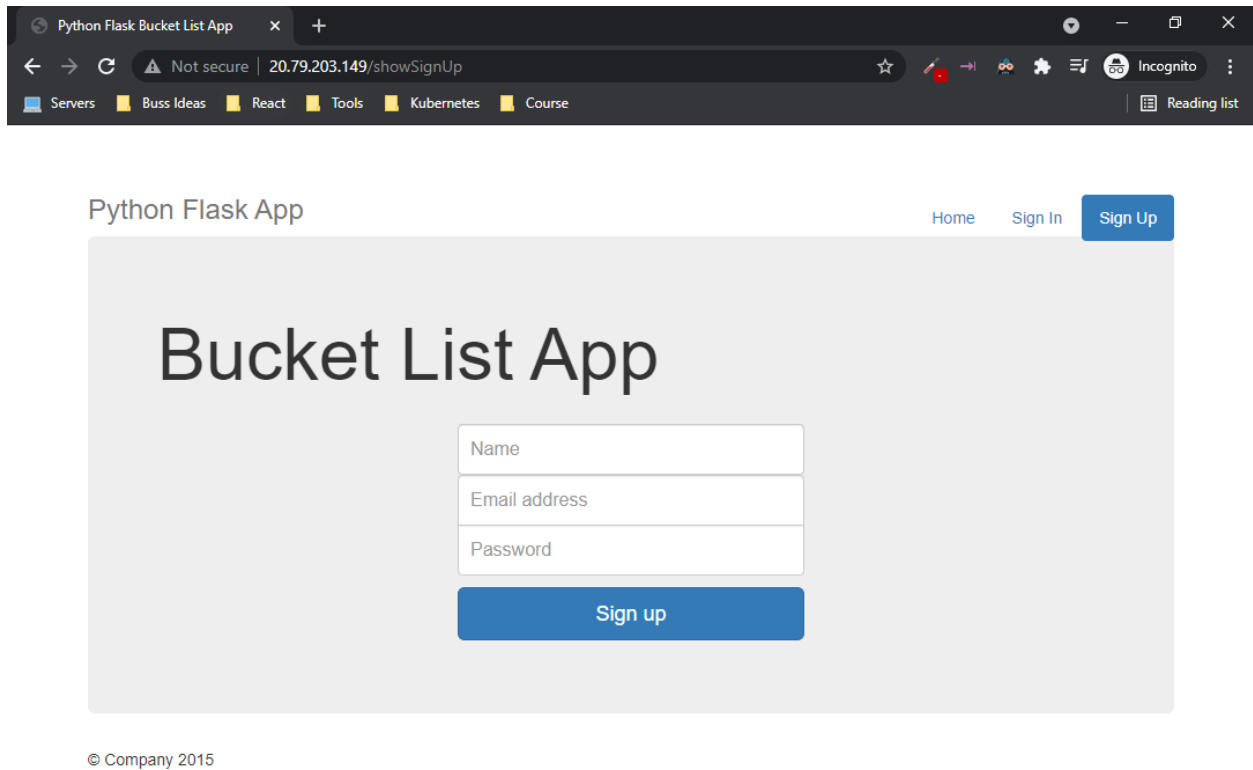 Python Flask Bucket List App
Not secure | 20.79.203.149/showSignUp
Incognito
Servers Buss Ideas React Tools Kubernetes Course Reading list
Python Flask App
Home Sign In Sign Up
Bucket List App
Name
Email address
Password
Sign up
© Company 2015